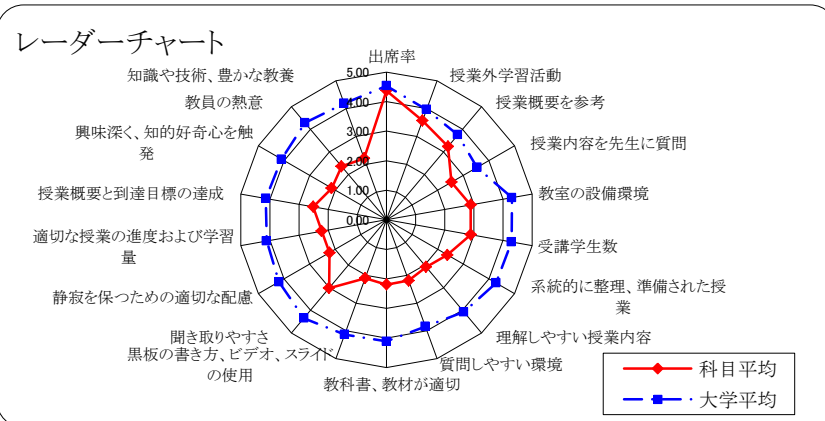 レーダーチャート
出席率
授業外学習活動
授業概要を参考
授業内容を先生に質問
教室の設備環境
受講学生数
系統的に整理、準備された授
業
理解しやすい授業内容
質問しやすい環境
教科書、教材が適切
黒板の書き方、ビデオ、スライド
の使用
聞き取りやすさ
静寂を保つための適切な配慮
適切な授業の進度および学習
量
授業概要と到達目標の達成
興味深く、知的好奇心を触
発
教員の熱意
知識や技術、豊かな教養
5.00
4.00
3.00
2.00
1.00
0.00
科目平均
大学平均